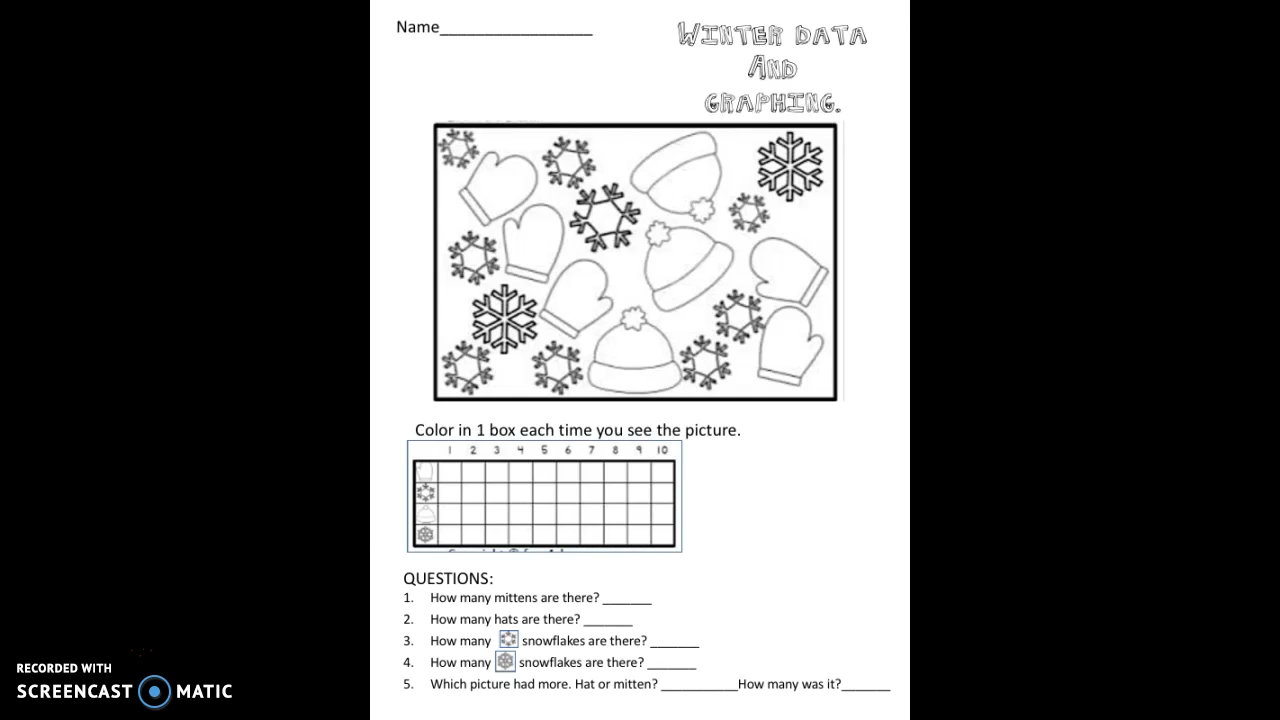 Name_________________
WINTER DATA
AND
GRAPHING.
Color in 1 box each time you see the picture.
1 2 3 4 5 6 7 8 9 10
QUESTIONS:
1. How many mittens are there? _______
2. How many hats are there? _______
3. How many snowflakes are there? _______
4. How many snowflakes are there? _______
5. Which picture had more. Hat or mitten? ___________How many was it?_______
RECORDED WITH
SCREENCAST MATIC